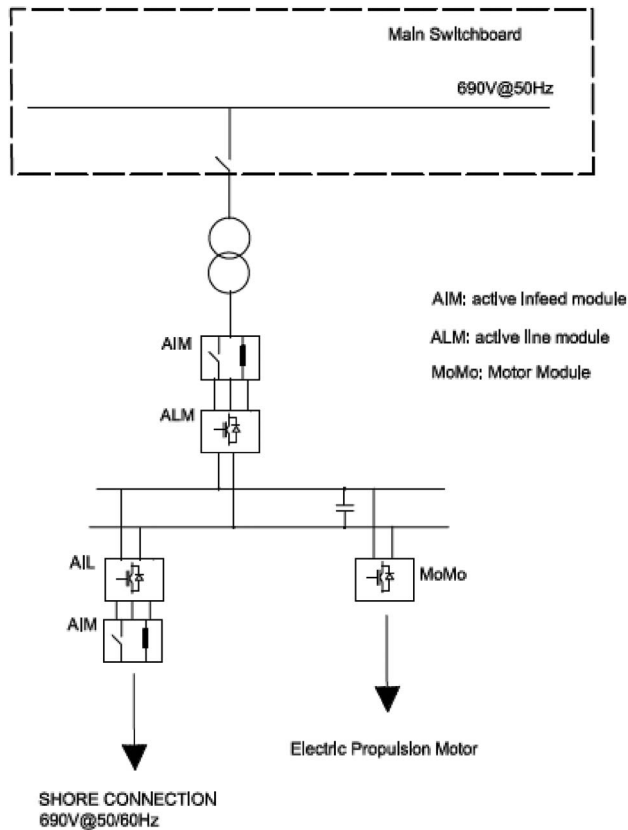 Main Switchboard
690V@50Hz
AIM: active infeed module
AIM
ALM: active line module
MoMo: Motor Module
ALM
AIL
MoMo
AIM
Electric Propulsion Motor
SHORE CONNECTION
690V@50/60Hz